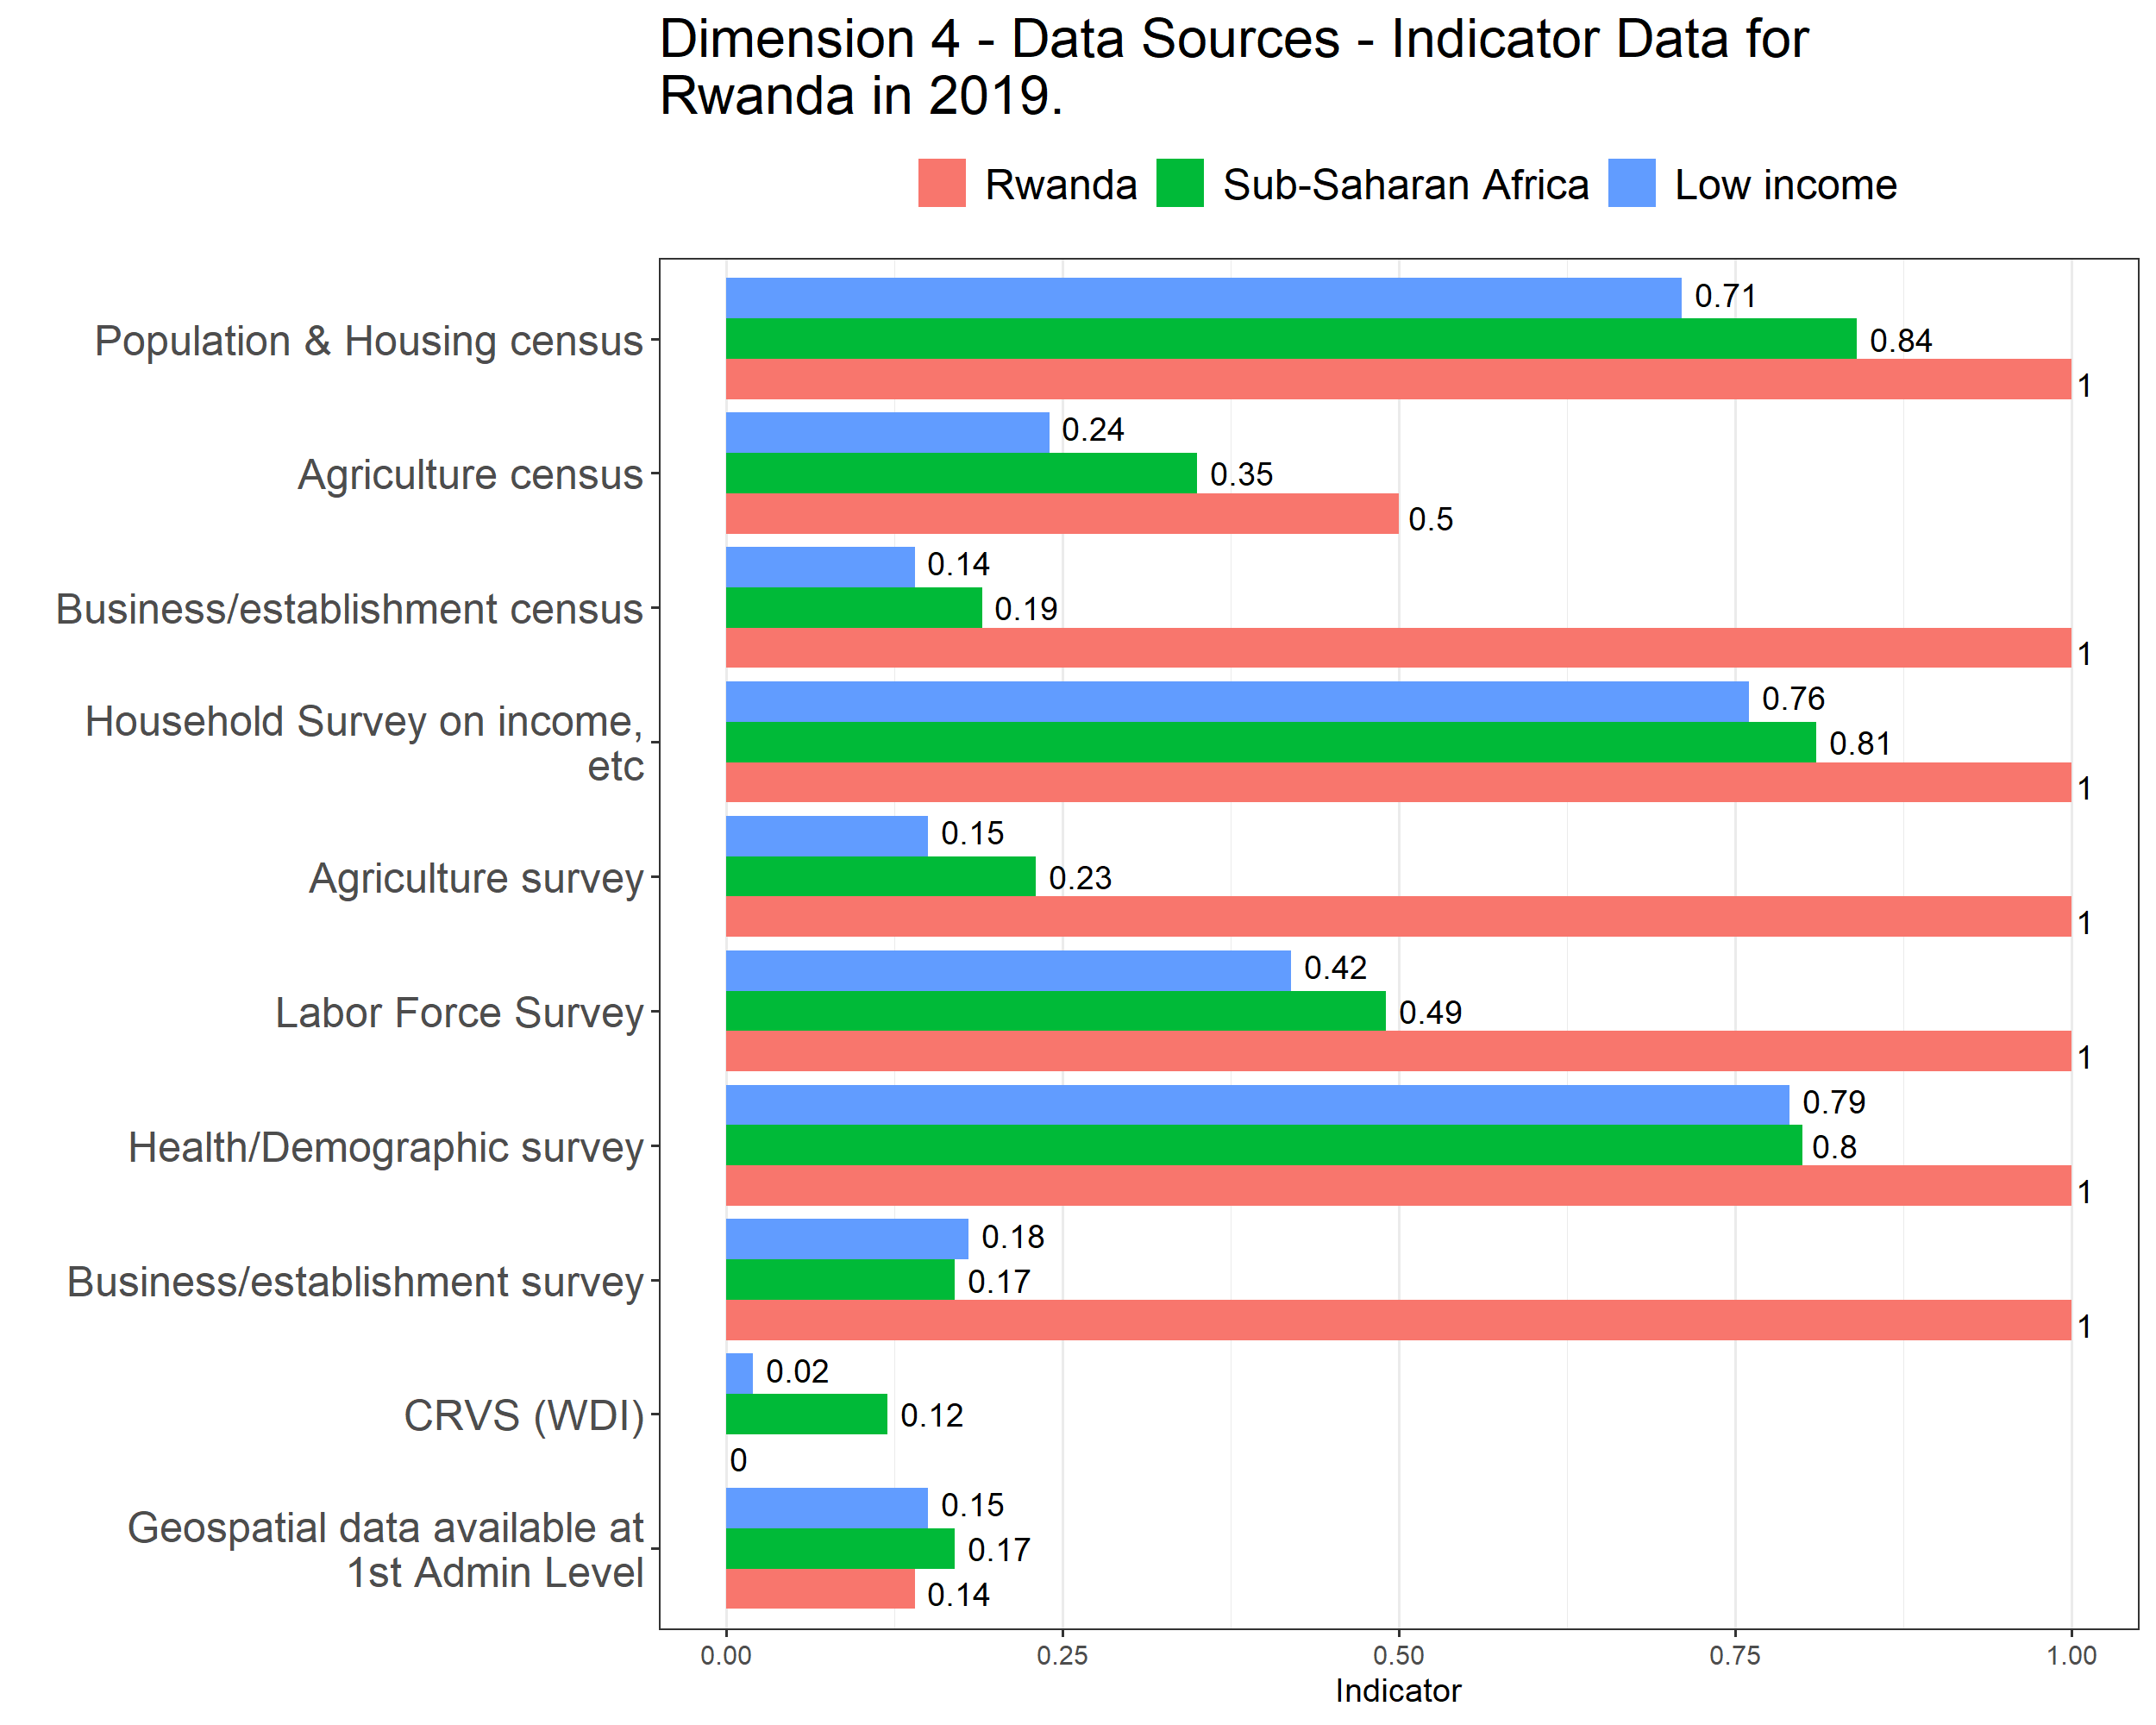 Dimension 4 - Data Sources - Indicator Data for
Rwanda in 2019.
Rwanda Sub-Saharan Africa Low income
Population & Housing census
0.71
0.84
1
Agriculture census
0.24
0.35
0.5
Business/establishment census
0.14
0.19
1
Household Survey on income,
etc
0.76
0.81
1
Agriculture survey
0.15
0.23
1
Labor Force Survey
0.42
0.49
1
Health/Demographic survey
0.79
0.8
1
Business/establishment survey
0.18
0.17
1
CRVS (WDI)
0.02
0.12
0
Geospatial data available at
1st Admin Level
0.15
0.17
0.14
0.00 0.25 0.50 0.75 1.00
Indicator